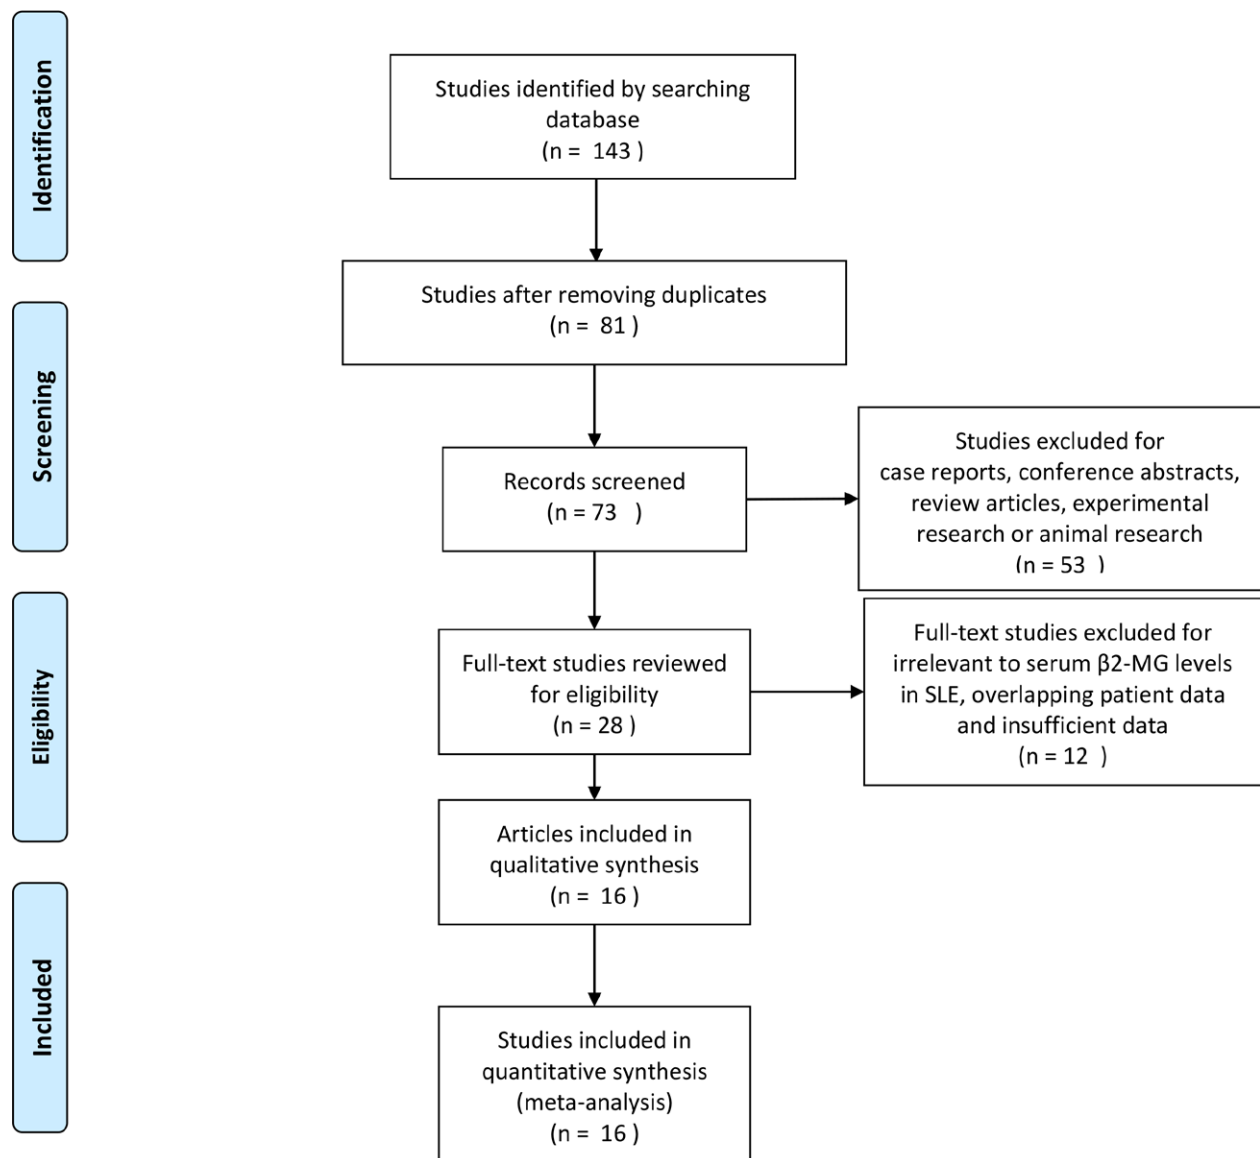 Identification
Studies identified by searching
database
(n = 143 )
Studies after removing duplicates
(n = 81 )
Screening
Records screened
(n = 73 )
Studies excluded for
case reports, conference abstracts,
review articles, experimental
research or animal research
(n = 53 )
Eligibility
Full-text studies reviewed
for eligibility
(n = 28 )
Full-text studies excluded for
irrelevant to serum β2-MG levels
in SLE, overlapping patient data
and insufficient data
(n = 12 )
Articles included in
qualitative synthesis
(n = 16 )
Included
Studies included in
quantitative synthesis
(meta-analysis)
(n = 16 )